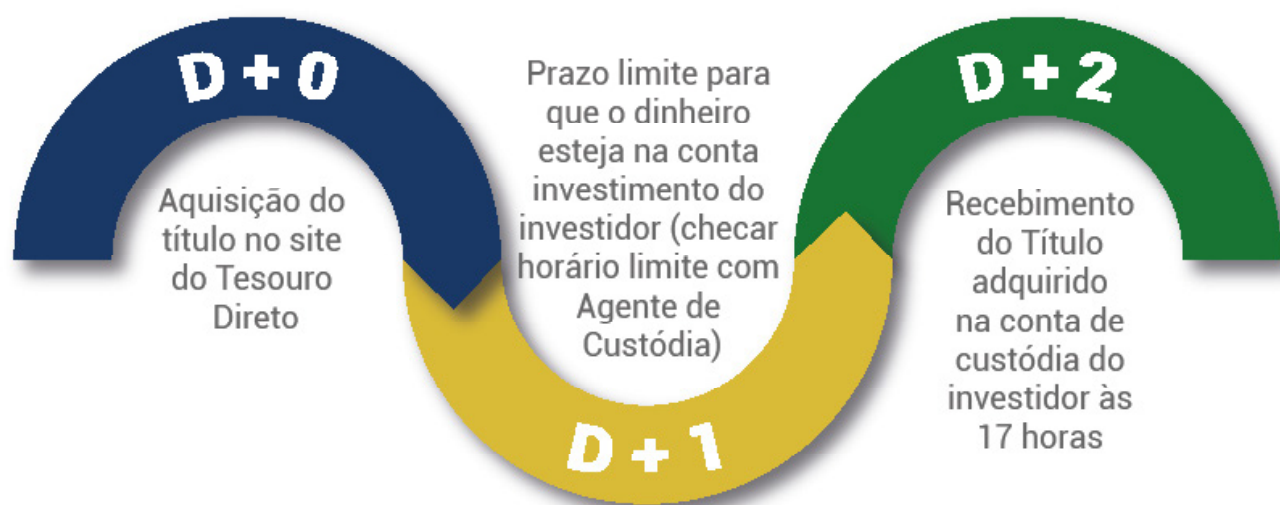 D + 0
Aquisição do
título no site
do Tesouro
Direto
Prazo limite para
que o dinheiro
esteja na conta
investimento do
investidor (checar
horário limite com
Agente de
Custódia)
D + 1
D + 2
Recebimento
do Título
adquirido
na conta de
custódia do
investidor às
17 horas